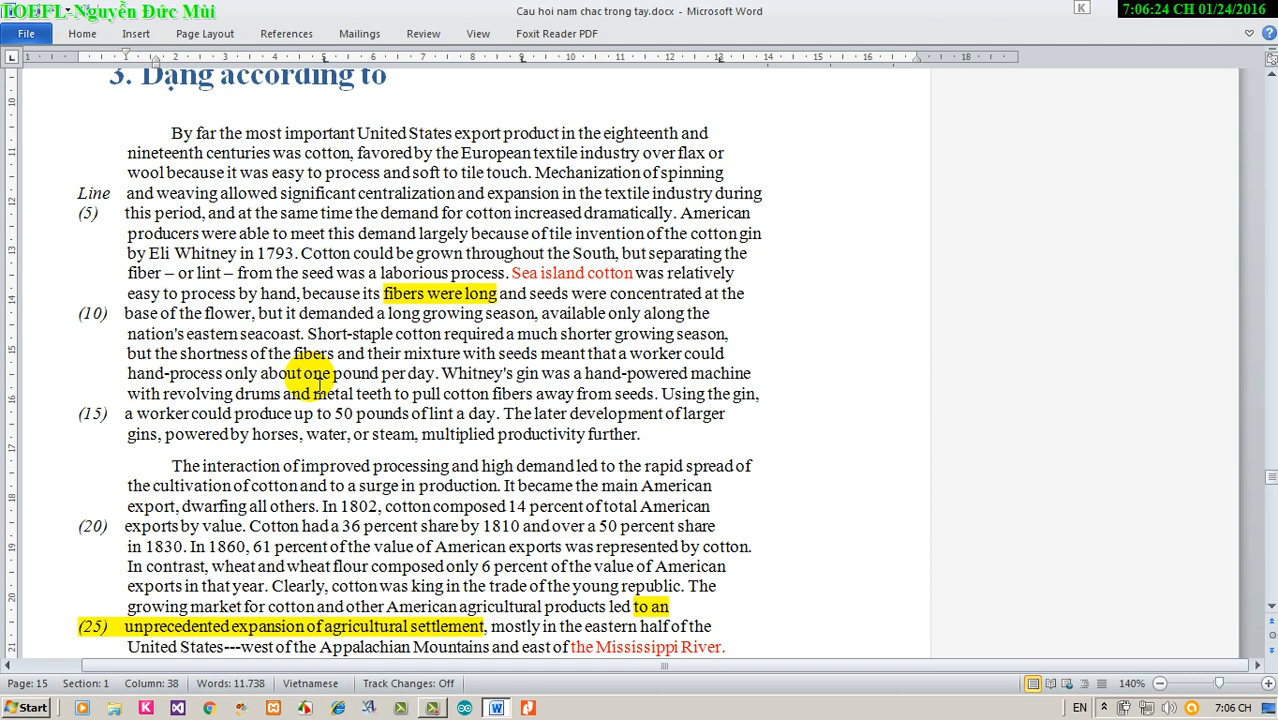 TOEFL-Nguyễn Đức Mùi
Cau hoi nam chac trong tay.docx - Microsoft Word
K
7:06:24 CH 01/24/2016
File Home Insert Page Layout References Mailings Review View Foxit Reader PDF
1 1 2 3 4 5 6 7 8 9 10 11 12 13 14 15 16 17 18
3. Dạng according to
By far the most important United States export product in the eighteenth and
nineteenth centuries was cotton, favored by the European textile industry over flax or
wool because it was easy to process and soft to tile touch. Mechanization of spinning
Line and weaving allowed significant centralization and expansion in the textile industry during
(5) this period, and at the same time the demand for cotton increased dramatically. American
producers were able to meet this demand largely because of tile invention of the cotton gin
by Eli Whitney in 1793. Cotton could be grown throughout the South, but separating the
fiber – or lint – from the seed was a laborious process. Sea island cotton was relatively
easy to process by hand, because its fibers were long and seeds were concentrated at the
(10) base of the flower, but it demanded a long growing season, available only along the
nation's eastern seacoast. Short-staple cotton required a much shorter growing season,
but the shortness of the fibers and their mixture with seeds meant that a worker could
hand-process only about one pound per day. Whitney's gin was a hand-powered machine
with revolving drums and metal teeth to pull cotton fibers away from seeds. Using the gin,
(15) a worker could produce up to 50 pounds of lint a day. The later development of larger
gins, powered by horses, water, or steam, multiplied productivity further.
The interaction of improved processing and high demand led to the rapid spread of
the cultivation of cotton and to a surge in production. It became the main American
export, dwarfing all others. In 1802, cotton composed 14 percent of total American
(20) exports by value. Cotton had a 36 percent share by 1810 and over a 50 percent share
in 1830. In 1860, 61 percent of the value of American exports was represented by cotton.
In contrast, wheat and wheat flour composed only 6 percent of the value of American
exports in that year. Clearly, cotton was king in the trade of the young republic. The
growing market for cotton and other American agricultural products led to an
(25) unprecedented expansion of agricultural settlement, mostly in the eastern half of the
United States---west of the Appalachian Mountains and east of the Mississippi River.
Page: 15 Section: 1 Column: 38 Words: 11.738 Vietnamese Track Changes: Off 140%
Start EN 7:06 CH